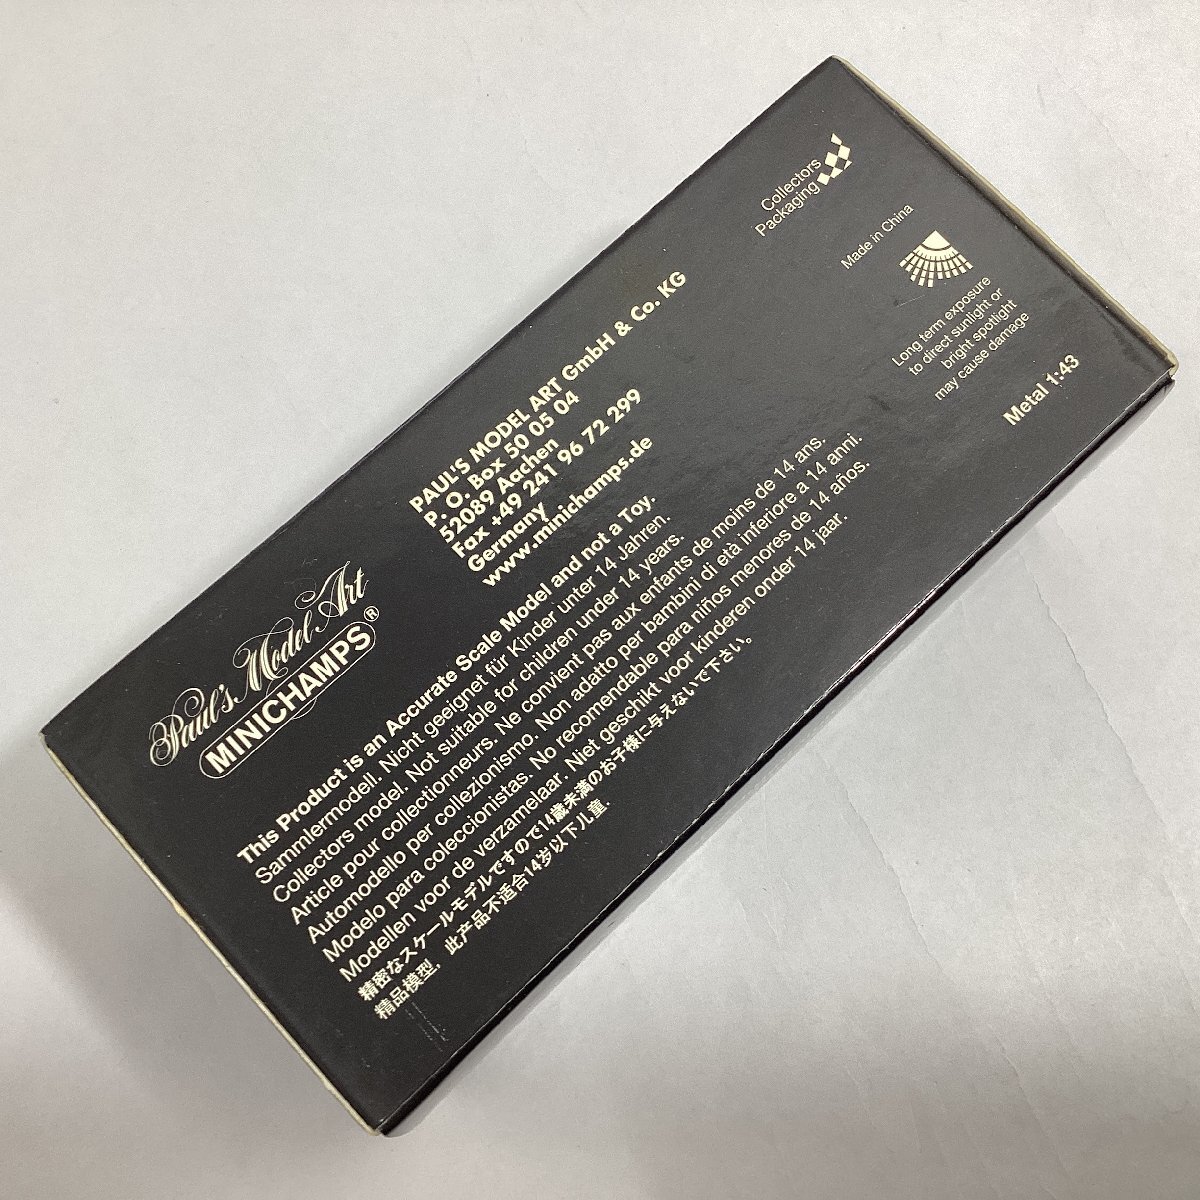 Paul's Model Art
MINICHAMPS®
PAUL'S MODEL ART GmbH & Co. KG
P. O. Box 50 05 04
52089 Aachen
Fax +49 241 96 72 299
Germany
www.minichamps.de
Collectors
Packaging
Made in China
Long term exposure
to direct sunlight or
bright spotlight
may cause damage
Metal 1:43
This Product is an Accurate Scale Model and not a Toy.
Sammlermodell. Nicht geeignet für Kinder unter 14 Jahren.
Collectors model. Not suitable for children under 14 years.
Article pour collectionneurs. Ne convient pas aux enfants de moins de 14 ans.
Automodello per collezionismo. Non adatto per bambini di età inferiore a 14 anni.
Modelo para coleccionistas. No recomendable para niños menores de 14 años.
Modellen voor de verzamelaar. Niet geschikt voor kinderen onder 14 jaar.
精密なスケールモデルですので14歳未満のお子様に与えないで下さい。
精品模型，此产品不适合14岁以下儿童.